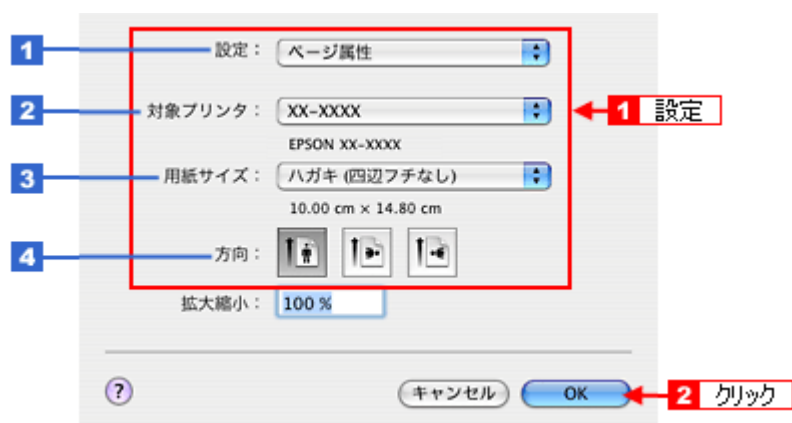 1 設定： ページ属性
2 対象プリンタ： XX-XXXX 1 設定
EPSON XX-XXXX
3 用紙サイズ： ハガキ (四辺フチなし)
10.00 cm × 14.80 cm
4 方向：
拡大縮小： 100 %
? キャンセル OK 2 クリック